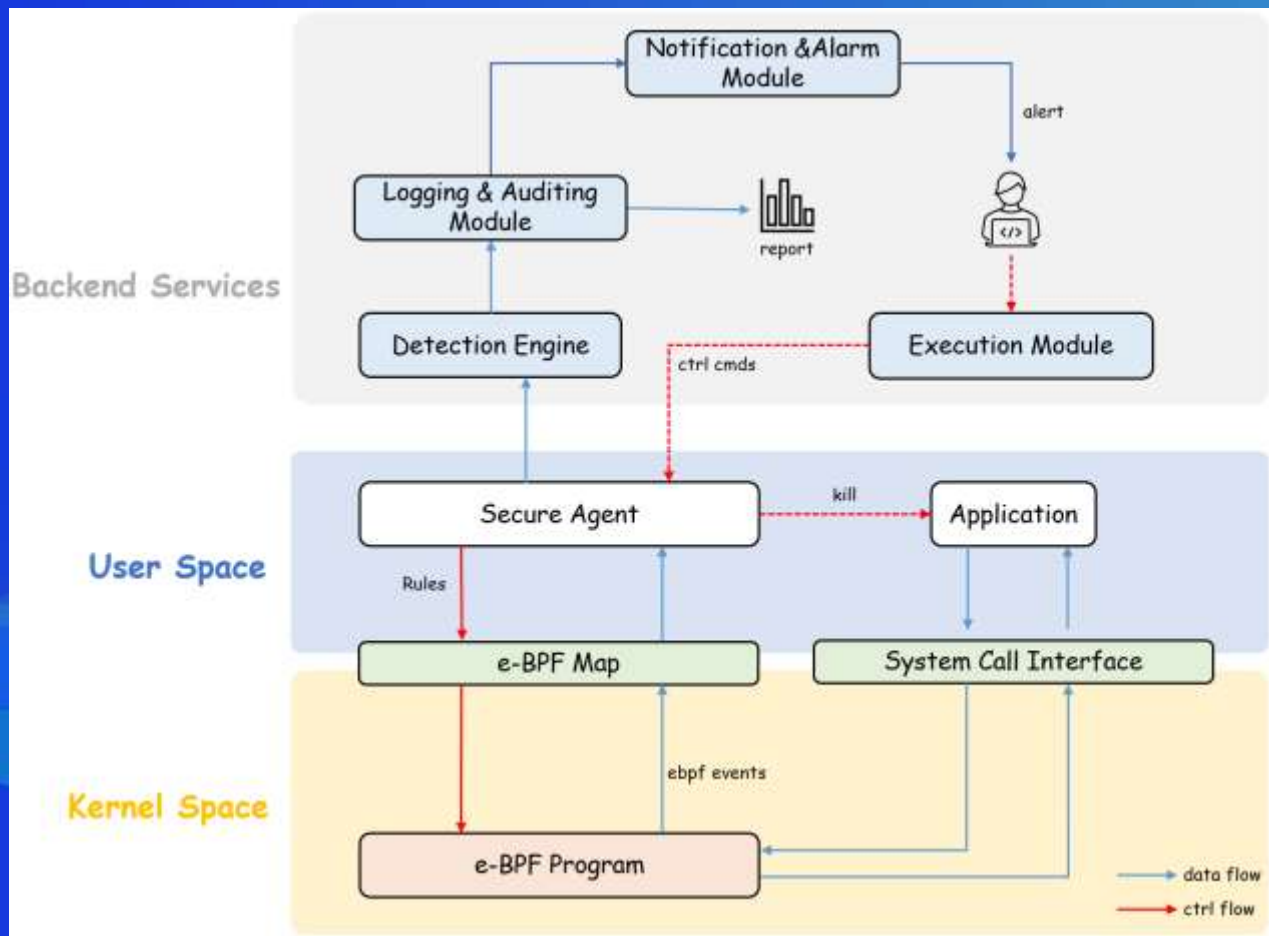 Notification &Alarm
Module
alert
Logging & Auditing
Module
</>
report
Backend Services
Detection Engine
Execution Module
ctrl cmds
Secure Agent
kill
Application
User Space
Rules
e-BPF Map
System Call Interface
ebpf events
Kernel Space
e-BPF Program
data flow
ctrl flow